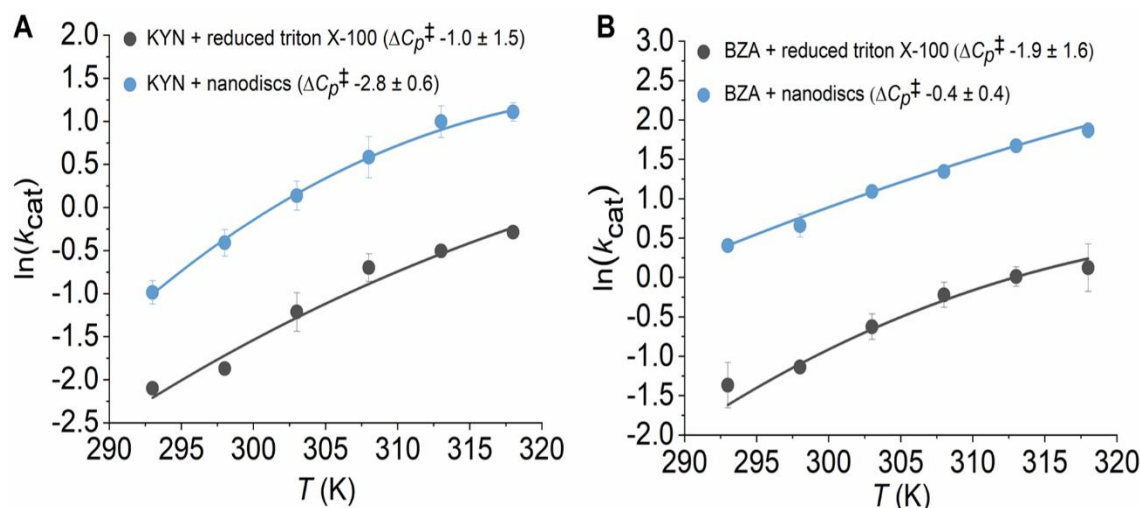 A
KYN + reduced triton X-100 (ΔCp‡ -1.0 ± 1.5)
KYN + nanodiscs (ΔCp‡ -2.8 ± 0.6)
ln(kcat)
2.0
1.5
1.0
0.5
0.0
-0.5
-1.0
-1.5
-2.0
-2.5
290 295 300 305 310 315 320
T (K)
B
BZA + reduced triton X-100 (ΔCp‡ -1.9 ± 1.6)
BZA + nanodiscs (ΔCp‡ -0.4 ± 0.4)
ln(kcat)
3.0
2.5
2.0
1.5
1.0
0.5
0.0
-0.5
-1.0
-1.5
-2.0
290 295 300 305 310 315 320
T (K)